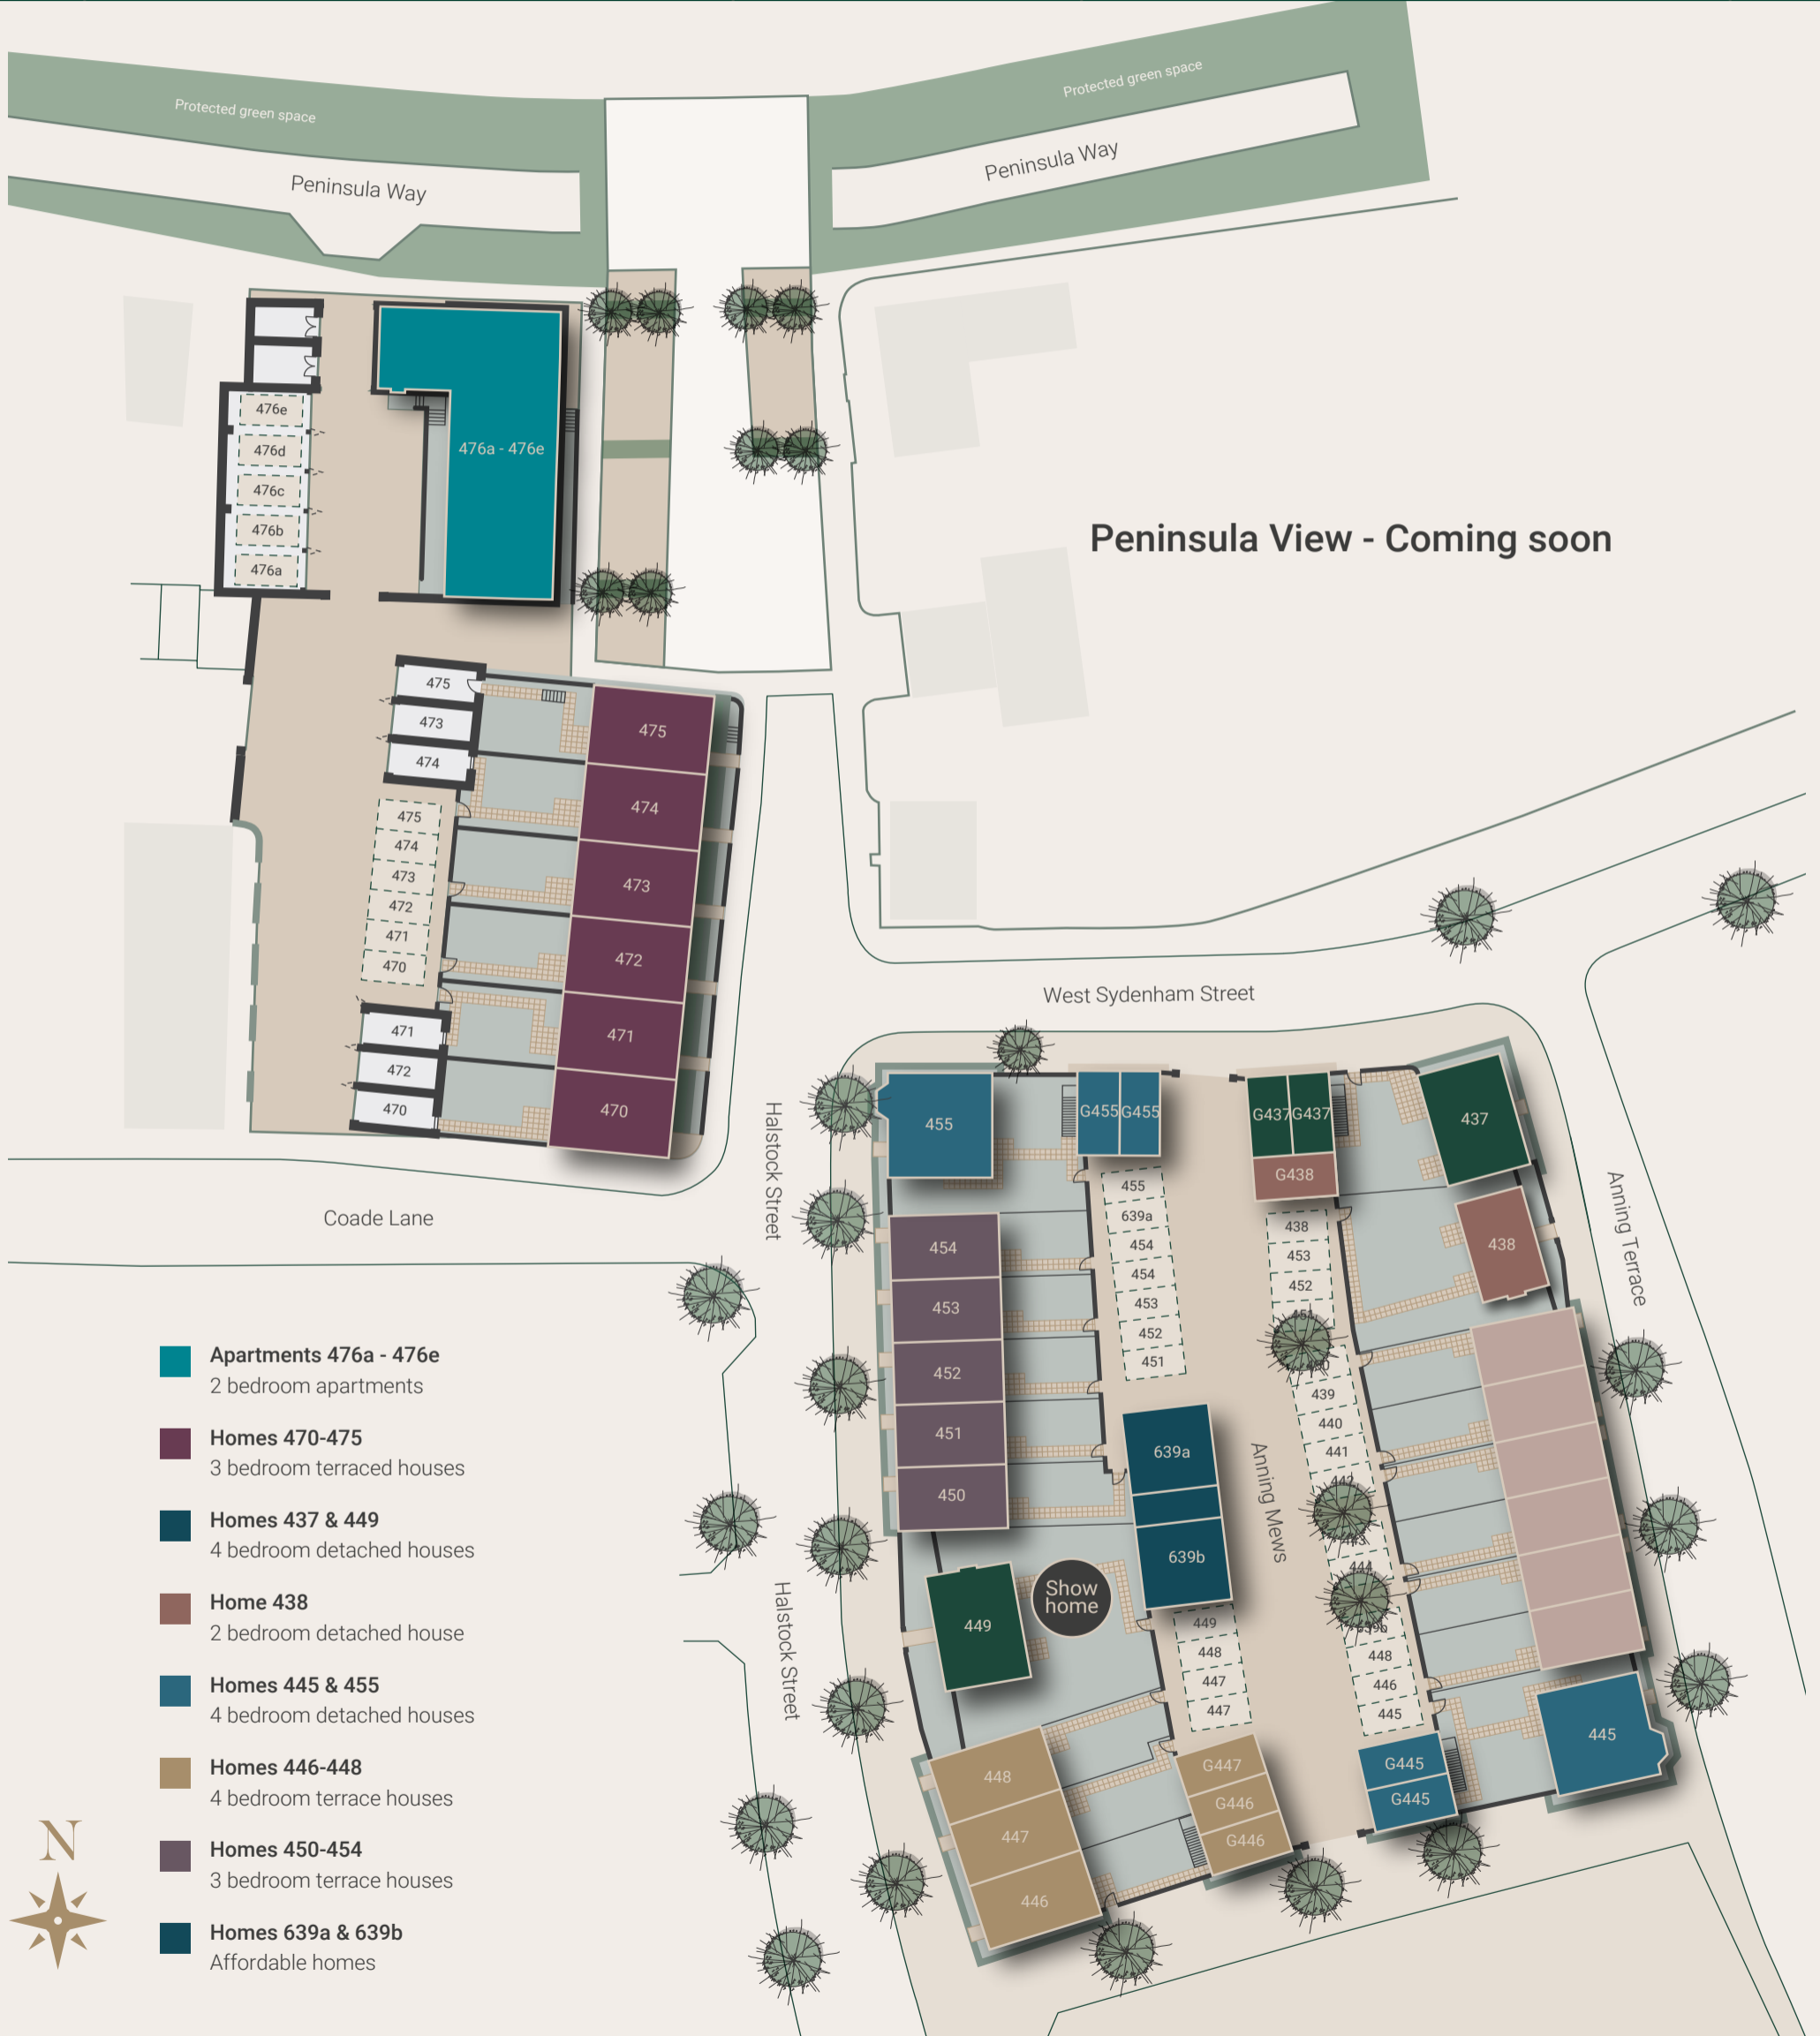 Protected green space
Protected green space
Peninsula Way
Peninsula Way
476e
476d
476c
476b
476a
476a - 476e
Peninsula View - Coming soon
475
473
474
475
474
473
472
471
470
471
472
470
475
474
473
472
471
470
West Sydenham Street
Coade Lane
Halstock Street
Halstock Street
Anning Terrace
Anning Mews
455
G455
G455
G437
G437
G438
437
438
454
453
452
451
450
455
639a
454
454
453
452
451
438
453
452
451
439
440
441
442
444
639b
448
446
445
639a
639b
449
Show
home
449
448
447
447
448
447
446
G447
G446
G446
G445
G445
445
Apartments 476a - 476e
2 bedroom apartments
Homes 470-475
3 bedroom terraced houses
Homes 437 & 449
4 bedroom detached houses
Home 438
2 bedroom detached house
Homes 445 & 455
4 bedroom detached houses
Homes 446-448
4 bedroom terrace houses
Homes 450-454
3 bedroom terrace houses
Homes 639a & 639b
Affordable homes
N